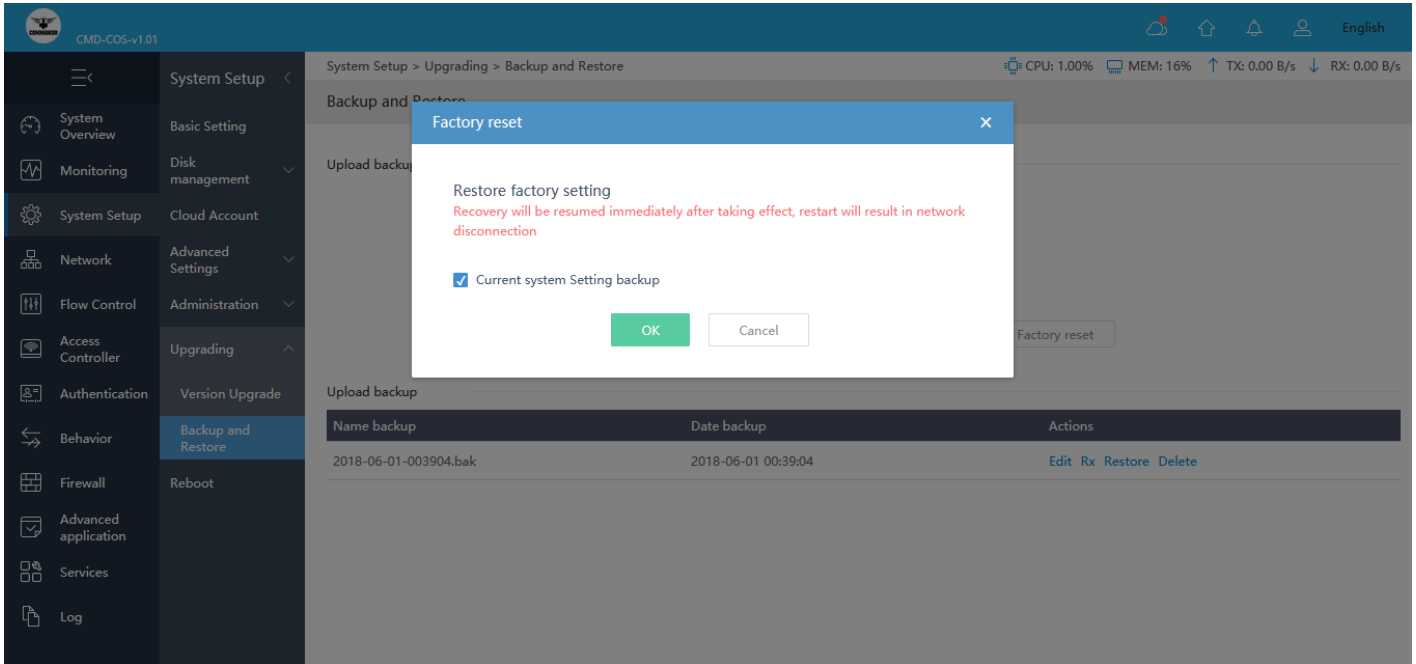 COMMANDO
CMD-COS-v1.01
English
System Setup
System Setup > Upgrading > Backup and Restore
CPU: 1.00%
MEM: 16%
TX: 0.00 B/s
RX: 0.00 B/s
Backup and Restore
Factory reset
System
Overview
Monitoring
System Setup
Network
Flow Control
Access
Controller
Authentication
Behavior
Firewall
Advanced
application
Services
Log
Basic Setting
Disk
management
Cloud Account
Advanced
Settings
Administration
Upgrading
Version Upgrade
Backup and
Restore
Reboot
Upload backup
Restore factory setting
Recovery will be resumed immediately after taking effect, restart will result in network
disconnection
Current system Setting backup
OK
Cancel
Factory reset
Upload backup
Name backup
Date backup
Actions
2018-06-01-003904.bak
2018-06-01 00:39:04
Edit Rx Restore Delete